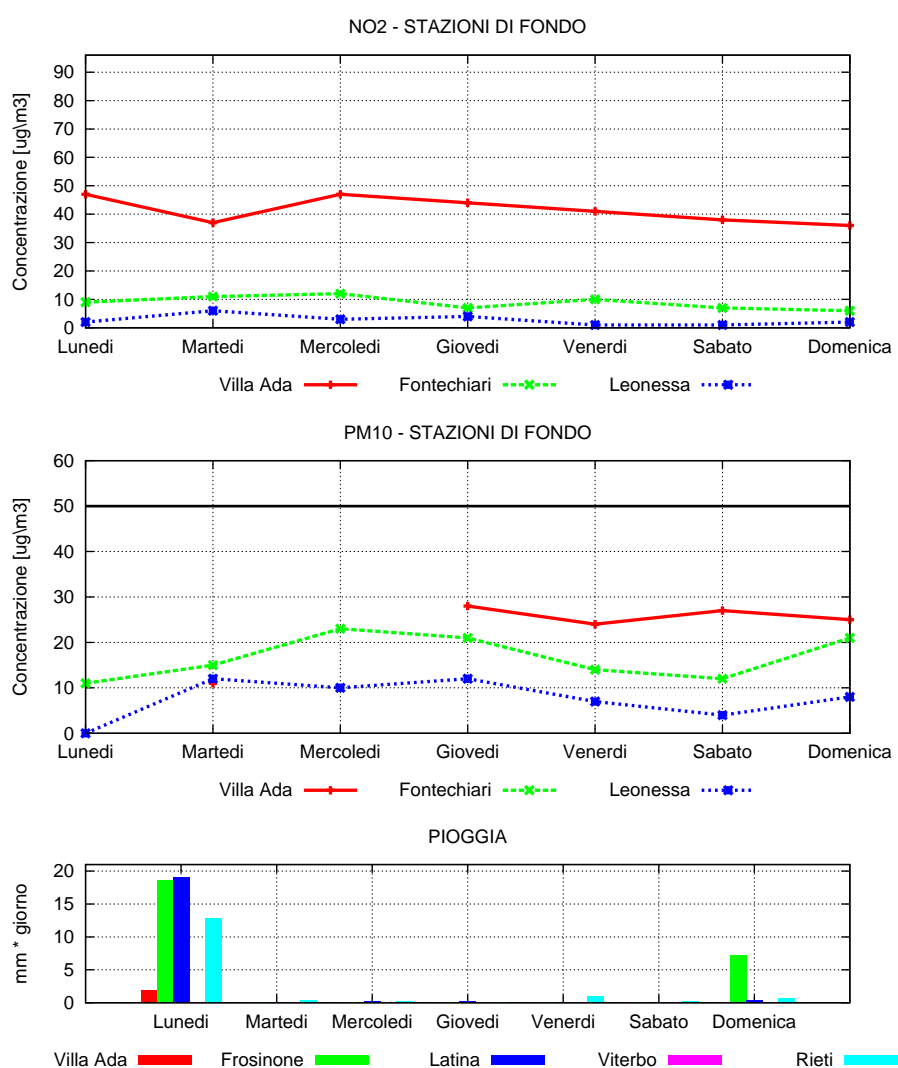 NO2 - STAZIONI DI FONDO
Concentrazione [ug\m3]
90
80
70
60
50
40
30
20
10
0
Lunedi Martedi Mercoledi Giovedi Venerdi Sabato Domenica
Villa Ada Fontechiari Leonessa
PM10 - STAZIONI DI FONDO
Concentrazione [ug\m3]
60
50
40
30
20
10
0
Lunedi Martedi Mercoledi Giovedi Venerdi Sabato Domenica
Villa Ada Fontechiari Leonessa
PIOGGIA
mm * giorno
20
15
10
5
0
Lunedi Martedi Mercoledi Giovedi Venerdi Sabato Domenica
Villa Ada Frosinone Latina Viterbo Rieti